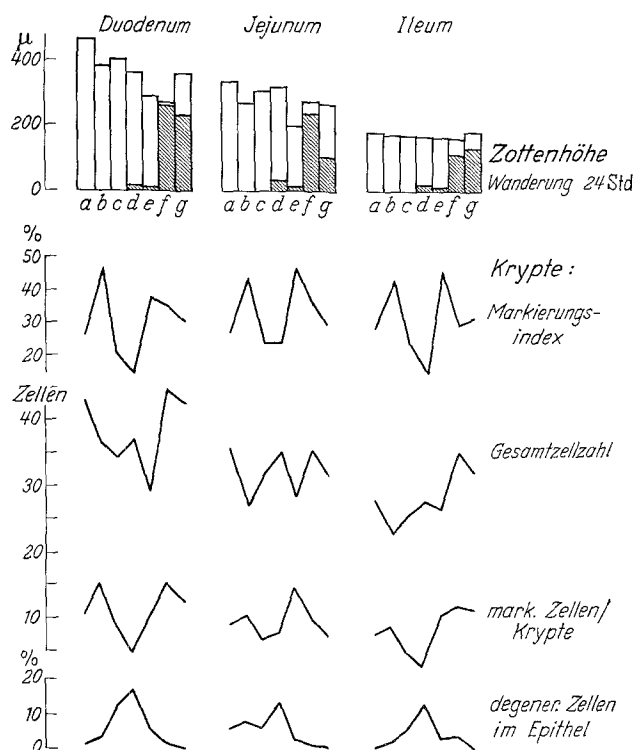 Duodenum Jejunum Ileum
μ
400
200
0
a b c d e f g a b c d e f g a b c d e f g
Zottenhöhe
Wanderung 24 Std
%
50
40
30
20
Krypte :
Markierungs-
index
Zellen
40
30
20
Gesamtzellzahl
10
mark. Zellen/
Krypte
%
20
10
0
degener. Zellen
im Epithel